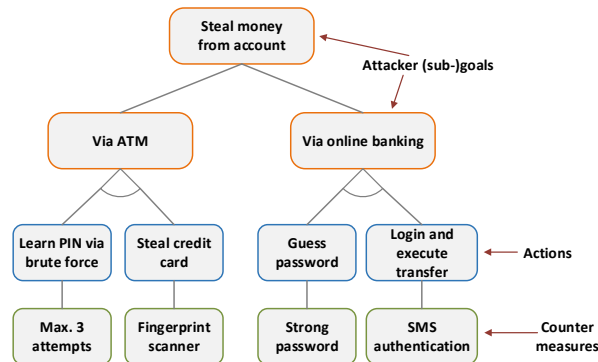 Steal money
from account
Attacker (sub-)goals
Via ATM
Via online banking
Learn PIN via
brute force
Steal credit
card
Guess
password
Login and
execute
transfer
Actions
Max. 3
attempts
Fingerprint
scanner
Strong
password
SMS
authentication
Counter
measures